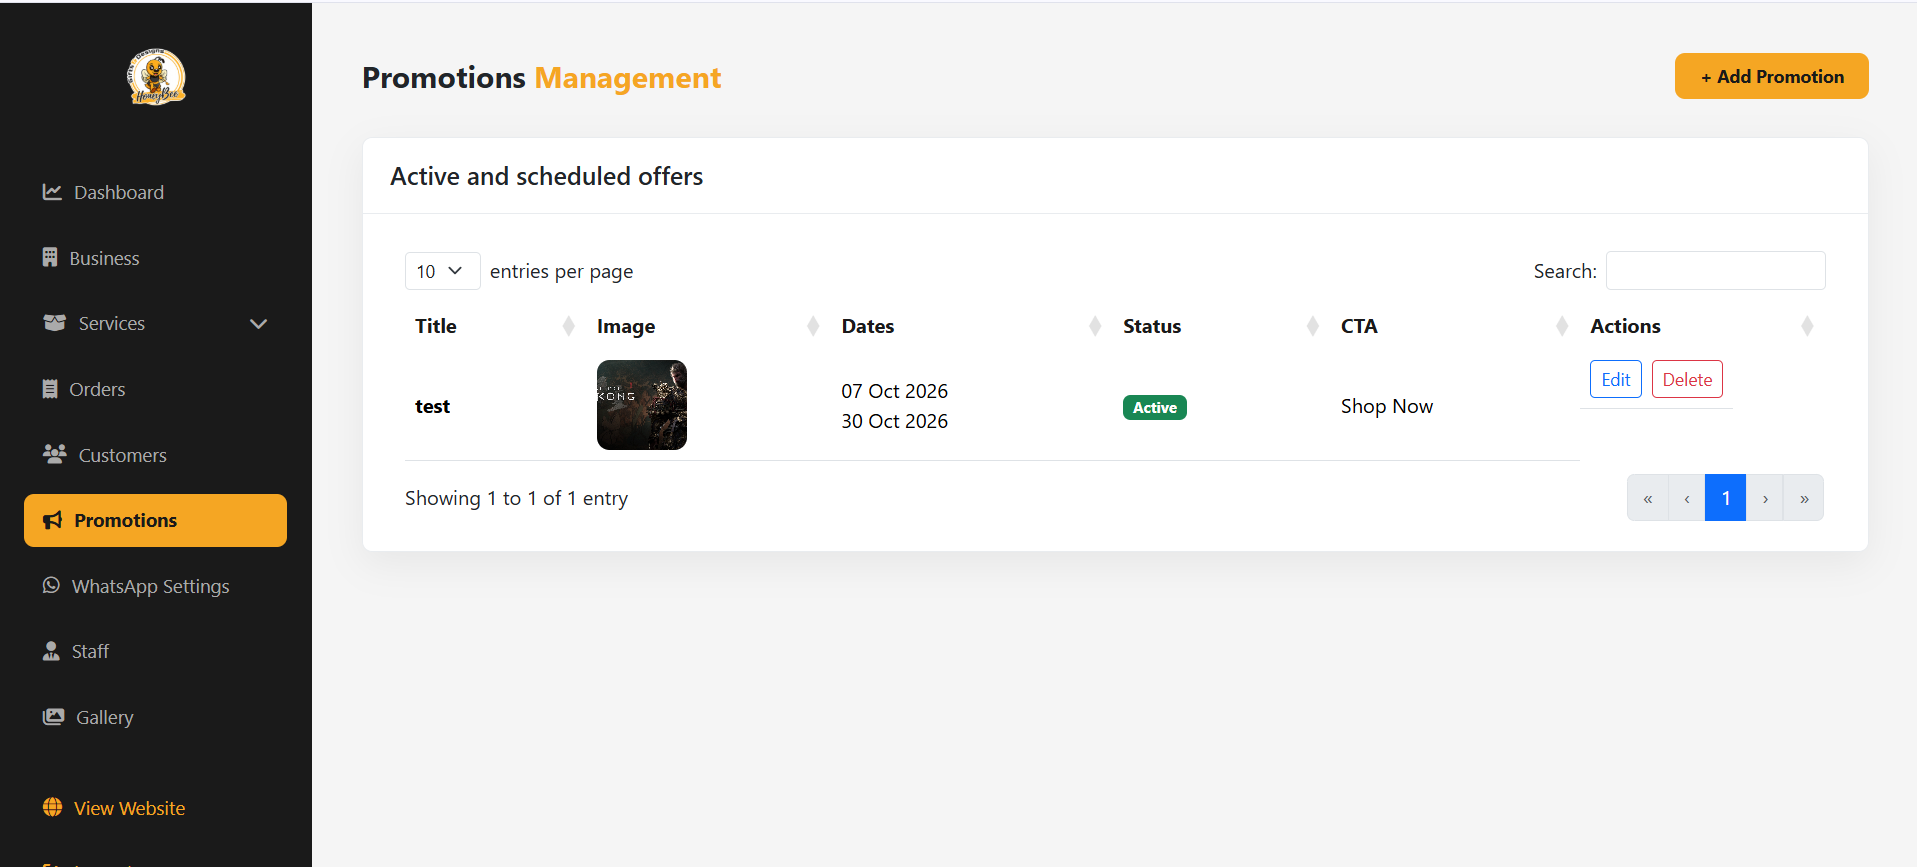 Designz
HoneyBee
Dashboard
Business
Services
Orders
Customers
Promotions
WhatsApp Settings
Staff
Gallery
View Website
Promotions Management
+ Add Promotion
Active and scheduled offers
10 entries per page
Search:
Title Image Dates Status CTA Actions
test
KONG
07 Oct 2026
30 Oct 2026
Active
Shop Now
Edit Delete
Showing 1 to 1 of 1 entry
« ‹ 1 › »